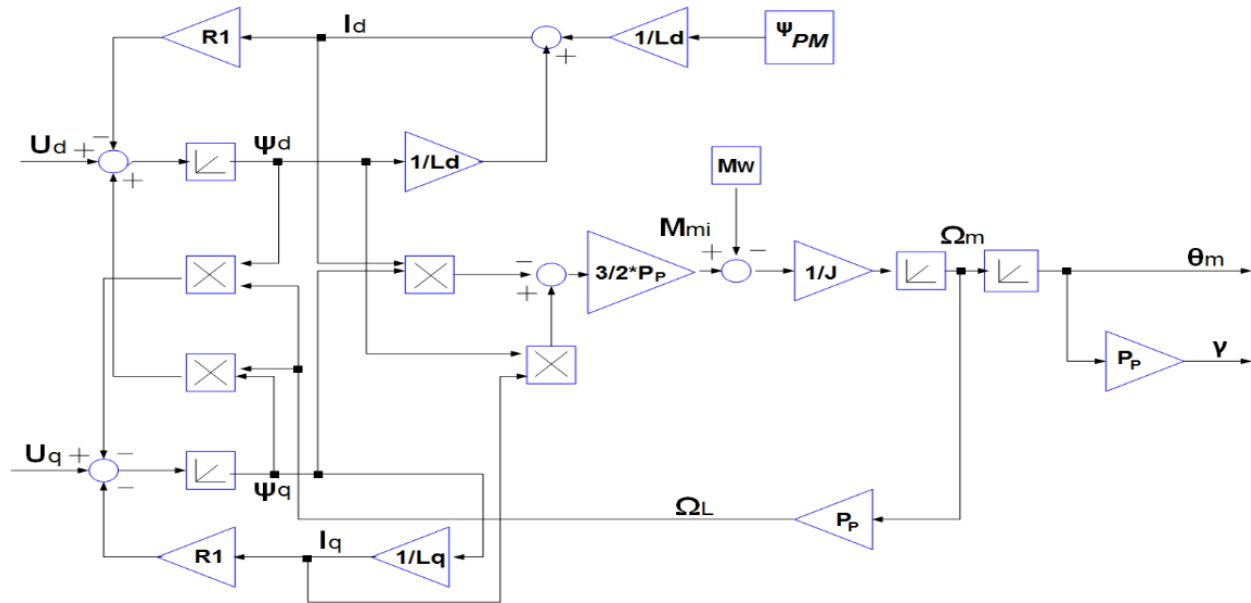 R1
Id
1/Ld
ΨPM
Ud
+
−
+
Ψd
1/Ld
+
Mw
Mmi
−
+
3/2*PP
+
−
1/J
Ωm
θm
PP
γ
Uq
+
−
−
Ψq
ΩL
PP
R1
Iq
1/Lq